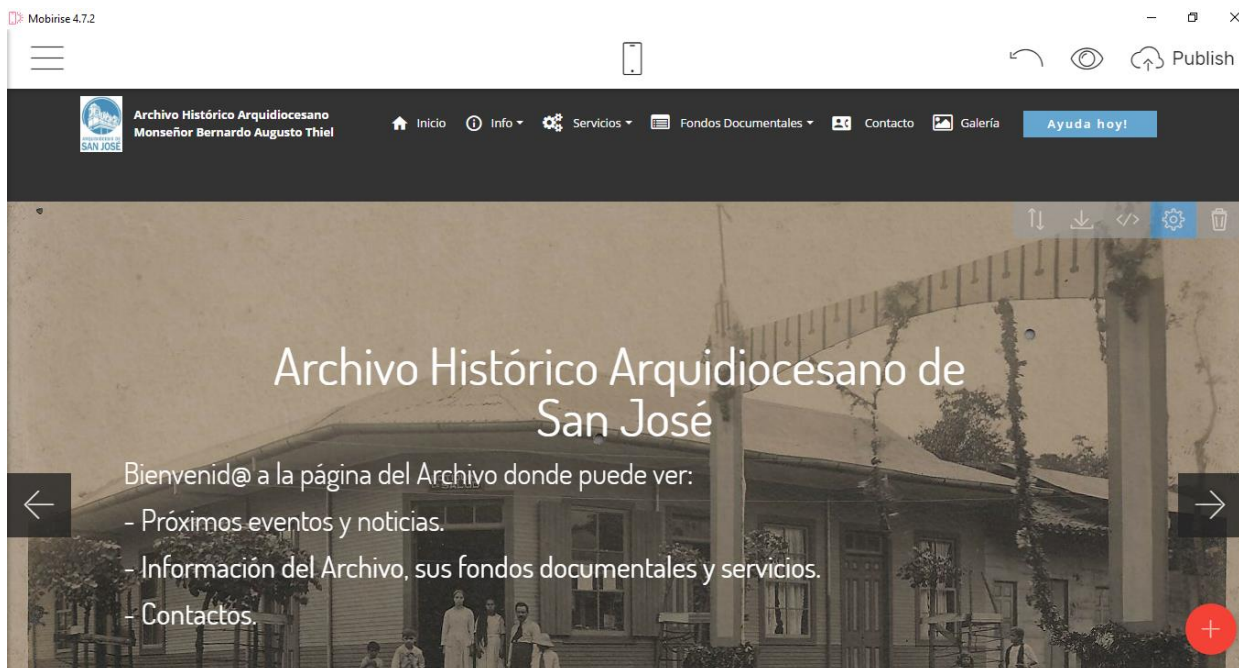 Mobirise 4.7.2
Publish
ARQUIDIÓCESIS DE
SAN JOSÉ
Archivo Histórico Arquidiocesano
Monseñor Bernardo Augusto Thiel
Inicio
Info
Servicios
Fondos Documentales
Contacto
Galería
Ayuda hoy!
Archivo Histórico Arquidiocesano de
San José
Bienvenid@ a la página del Archivo donde puede ver:
- Próximos eventos y noticias.
- Información del Archivo, sus fondos documentales y servicios.
- Contactos.